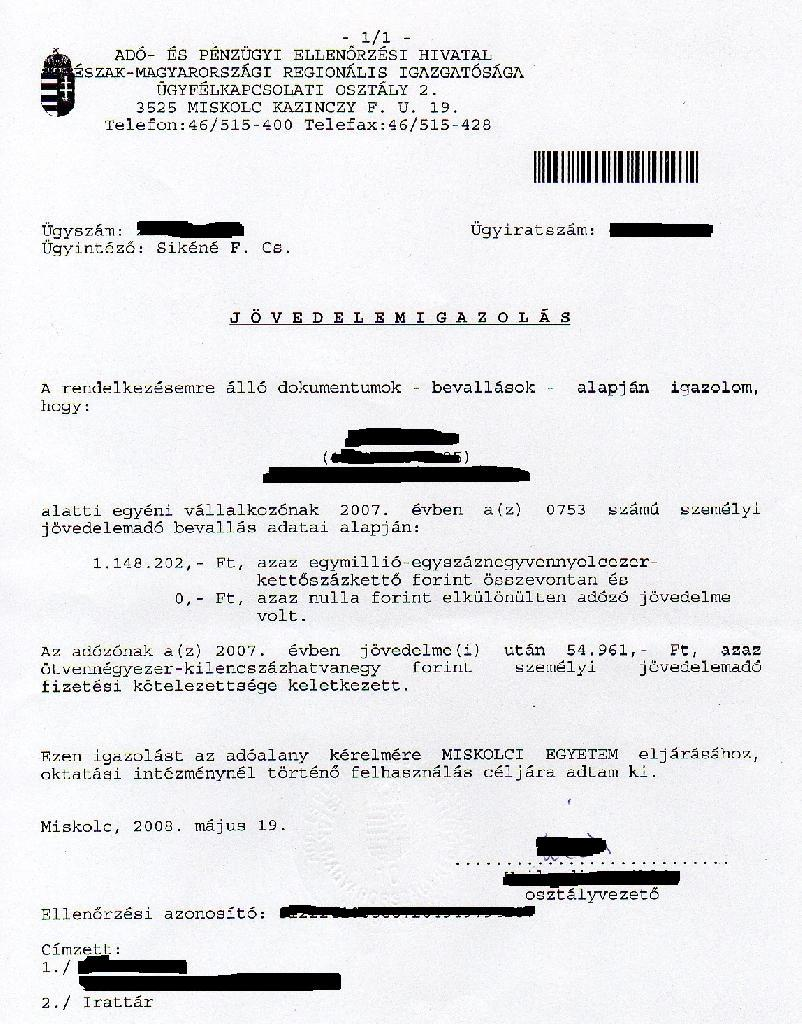 - 1/1 -
ADÓ- ÉS PÉNZÜGYI ELLENŐRZÉSI HIVATAL
ÉSZAK-MAGYARORSZÁGI REGIONÁLIS IGAZGATÓSÁGA
ÜGYFÉLKAPCSOLATI OSZTÁLY 2.
3525 MISKOLC KAZINCZY F. U. 19.
Telefon:46/515-400 Telefax:46/515-428
Ügyszám: Ügyiratszám:
Ügyintéző: Sikéné F. Cs.
J Ö V E D E L E M I G A Z O L Á S
A rendelkezésemre álló dokumentumok - bevallások - alapján igazolom,
hogy:
( )
alatti egyéni vállalkozónak 2007. évben a(z) 0753 számú személyi
jövedelemadó bevallás adatai alapján:
1.148.202,- Ft, azaz egymillió-egyszáznegyvennyolcezer-
kettőszázkettő forint összevontan és
0,- Ft, azaz nulla forint elkülönülten adózó jövedelme
volt.
Az adózónak a(z) 2007. évben jövedelme(i) után 54.961,- Ft, azaz
ötvennégyezer-kilencszázhatvanegy forint személyi jövedelemadó
fizetési kötelezettsége keletkezett.
Ezen igazolást az adóalany kérelmére MISKOLCI EGYETEM eljárásához,
oktatási intézménynél történő felhasználás céljára adtam ki.
Miskolc, 2008. május 19.
osztályvezető
Ellenőrzési azonosító:
Címzett:
1./
2./ Irattár